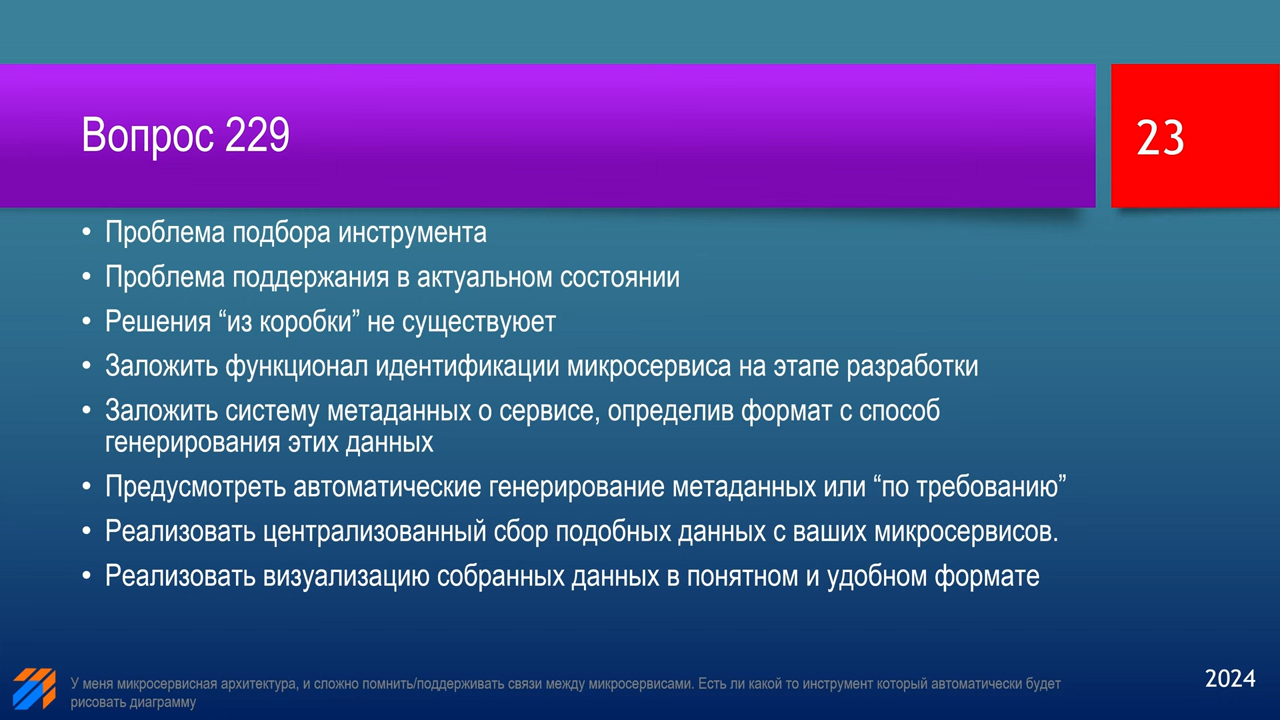 Вопрос 229
23
• Проблема подбора инструмента
• Проблема поддержания в актуальном состоянии
• Решения “из коробки” не существуюет
• Заложить функционал идентификации микросервиса на этапе разработки
• Заложить систему метаданных о сервисе, определив формат с способ
генерирования этих данных
• Предусмотреть автоматические генерирование метаданных или “по требованию”
• Реализовать централизованный сбор подобных данных с ваших микросервисов.
• Реализовать визуализацию собранных данных в понятном и удобном формате
У меня микросервисная архитектура, и сложно помнить/поддерживать связи между микросервисами. Есть ли какой то инструмент который автоматически будет
рисовать диаграмму
2024